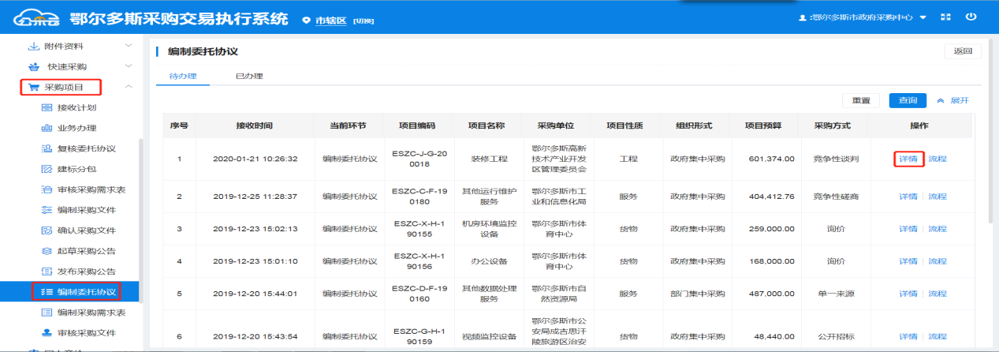 公采云 鄂尔多斯采购交易执行系统 市辖区 [切换] :鄂尔多斯市政府采购中心
附件资料
快速采购
采购项目
接收计划
业务办理
复核委托协议
建标分包
审核采购需求表
编制采购文件
确认采购文件
起草采购公告
发布采购公告
编制委托协议
编制采购需求表
审核采购文件
编制委托协议 返回
待办理 已办理
重置 查询 展开
序号 接收时间 当前环节 项目编码 项目名称 采购单位 项目性质 组织形式 项目预算 采购方式 操作
1 2020-01-21 10:26:32 编制委托协议 ESZC-J-G-20 0018 装修工程 鄂尔多斯高新技术产业开发区管理委员会 工程 政府集中采购 601,374.00 竞争性谈判 详情 流程
2 2019-12-25 11:28:37 编制委托协议 ESZC-C-F-19 0180 其他运行维护服务 鄂尔多斯市工业和信息化局 服务 政府集中采购 404,412.76 竞争性磋商 详情 流程
3 2019-12-23 15:02:13 编制委托协议 ESZC-X-H-1 90155 机房环境监控设备 鄂尔多斯市体育中心 货物 政府集中采购 259,000.00 询价 详情 流程
4 2019-12-23 15:01:10 编制委托协议 ESZC-X-H-1 90156 办公设备 鄂尔多斯市体育中心 货物 政府集中采购 168,000.00 询价 详情 流程
5 2019-12-20 15:44:01 编制委托协议 ESZC-D-F-19 0160 其他数据处理服务 鄂尔多斯市自然资源局 服务 部门集中采购 487,000.00 单一来源 详情 流程
6 2019-12-20 15:43:54 编制委托协议 ESZC-G-H-1 90159 视频监控设备 鄂尔多斯市公安局成吉思汗陵旅游区治安 货物 政府集中采购 48,440.00 公开招标 详情 流程